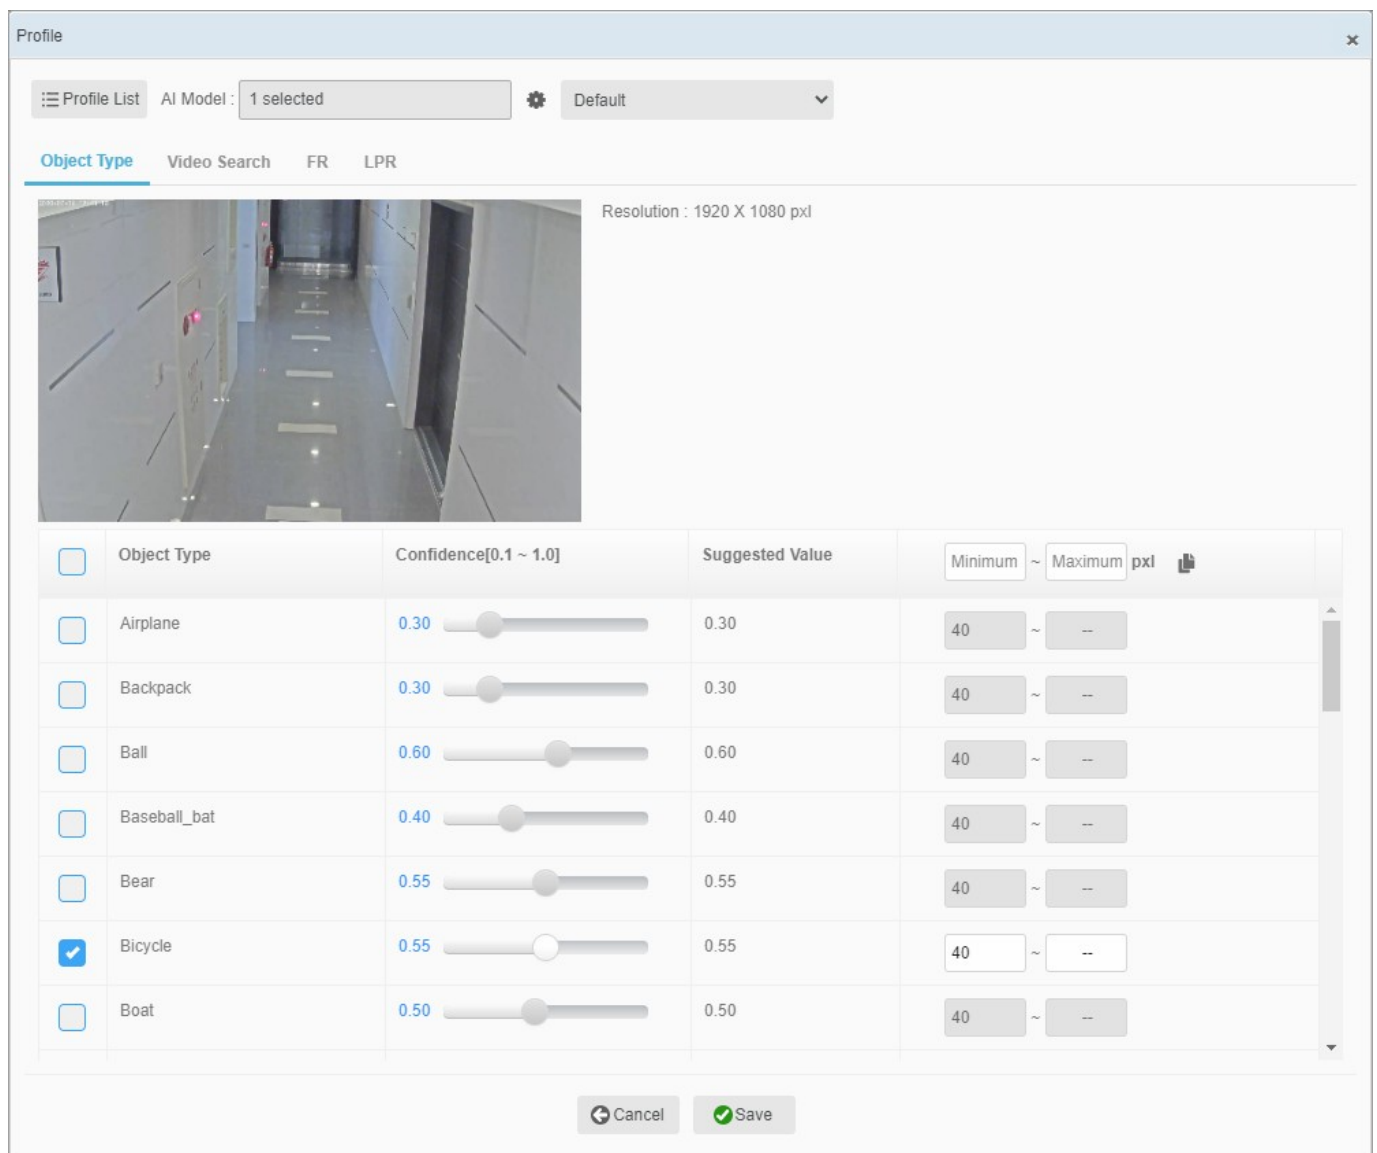 Profile
Profile List AI Model : 1 selected Default
Object Type Video Search FR LPR
Resolution : 1920 X 1080 pxl
Object Type Confidence[0.1 ~ 1.0] Suggested Value Minimum ~ Maximum pxl
Airplane 0.30 0.30 40 ~ --
Backpack 0.30 0.30 40 ~ --
Ball 0.60 0.60 40 ~ --
Baseball_bat 0.40 0.40 40 ~ --
Bear 0.55 0.55 40 ~ --
Bicycle 0.55 0.55 40 ~ --
Boat 0.50 0.50 40 ~ --
Cancel Save